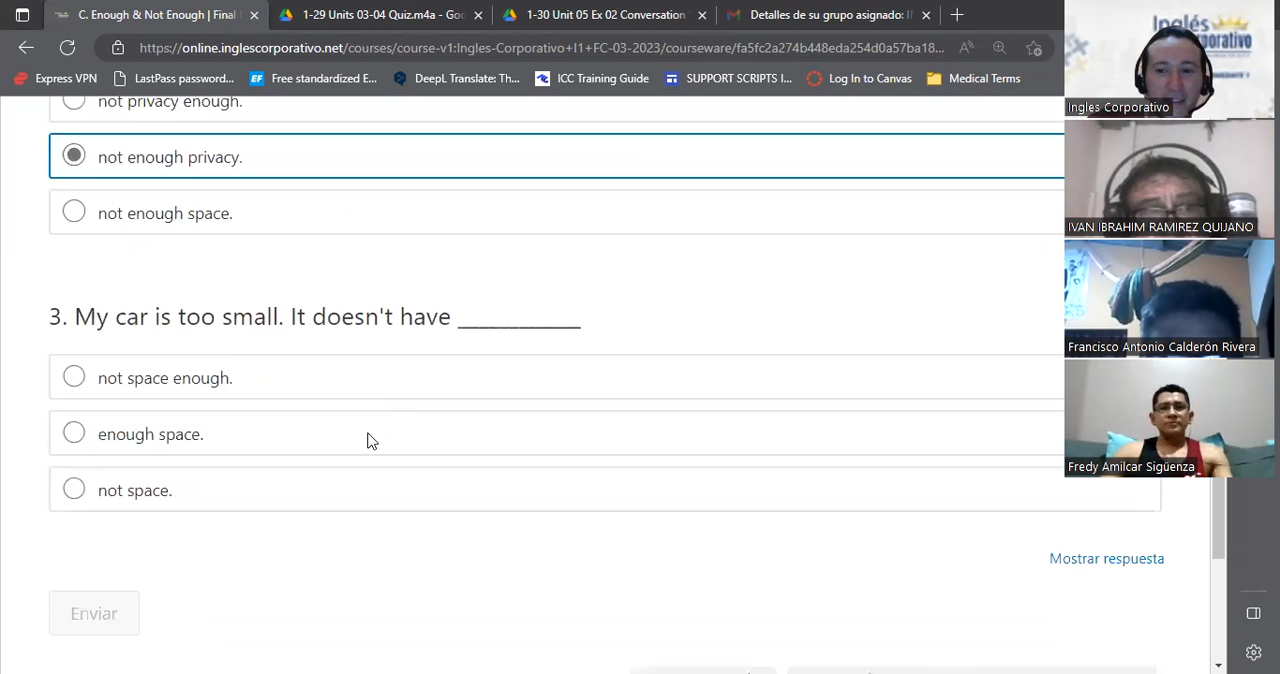 C. Enough & Not Enough | Final
1-29 Units 03-04 Quiz.m4a - Goo
1-30 Unit 05 Ex 02 Conversation
Detalles de su grupo asignado: I
https://online.inglescorporativo.net/courses/course-v1:Ingles-Corporativo+I1+FC-03-2023/courseware/fa5fc2a274b448eda254d0a57ba18...
Express VPN
LastPass password...
EF Free standardized E...
DeepL Translate: Th...
ICC Training Guide
SUPPORT SCRIPTS I...
Log In to Canvas
Medical Terms
not privacy enough.
not enough privacy.
not enough space.
3. My car is too small. It doesn't have ____________
not space enough.
enough space.
not space.
Mostrar respuesta
Enviar
Inglés
Ingles Corporativo
IVAN IBRAHIM RAMIREZ QUIJANO
Francisco Antonio Calderón Rivera
Fredy Amilcar Sigüenza